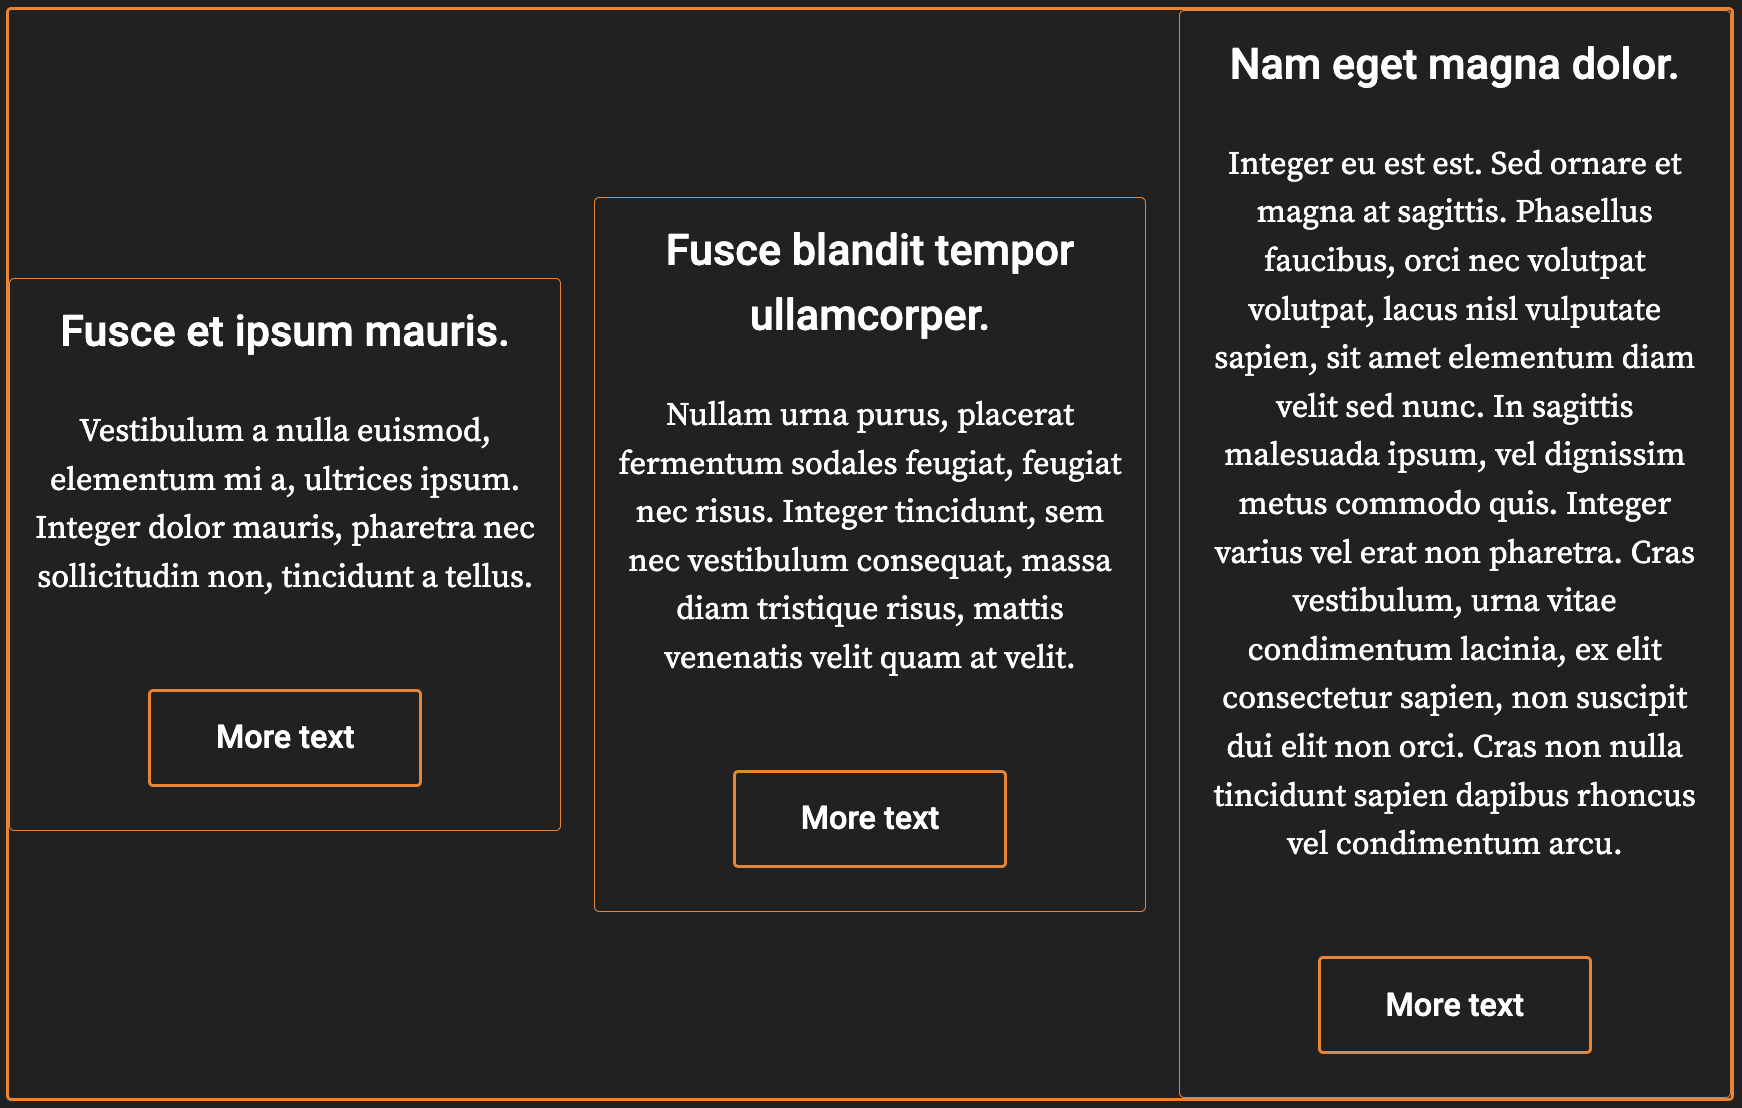 Fusce et ipsum mauris.
Vestibulum a nulla euismod,
elementum mi a, ultrices ipsum.
Integer dolor mauris, pharetra nec
sollicitudin non, tincidunt a tellus.
More text
Fusce blandit tempor
ullamcorper.
Nullam urna purus, placerat
fermentum sodales feugiat, feugiat
nec risus. Integer tincidunt, sem
nec vestibulum consequat, massa
diam tristique risus, mattis
venenatis velit quam at velit.
More text
Nam eget magna dolor.
Integer eu est est. Sed ornare et
magna at sagittis. Phasellus
faucibus, orci nec volutpat
volutpat, lacus nisl vulputate
sapien, sit amet elementum diam
velit sed nunc. In sagittis
malesuada ipsum, vel dignissim
metus commodo quis. Integer
varius vel erat non pharetra. Cras
vestibulum, urna vitae
condimentum lacinia, ex elit
consectetur sapien, non suscipit
dui elit non orci. Cras non nulla
tincidunt sapien dapibus rhoncus
vel condimentum arcu.
More text